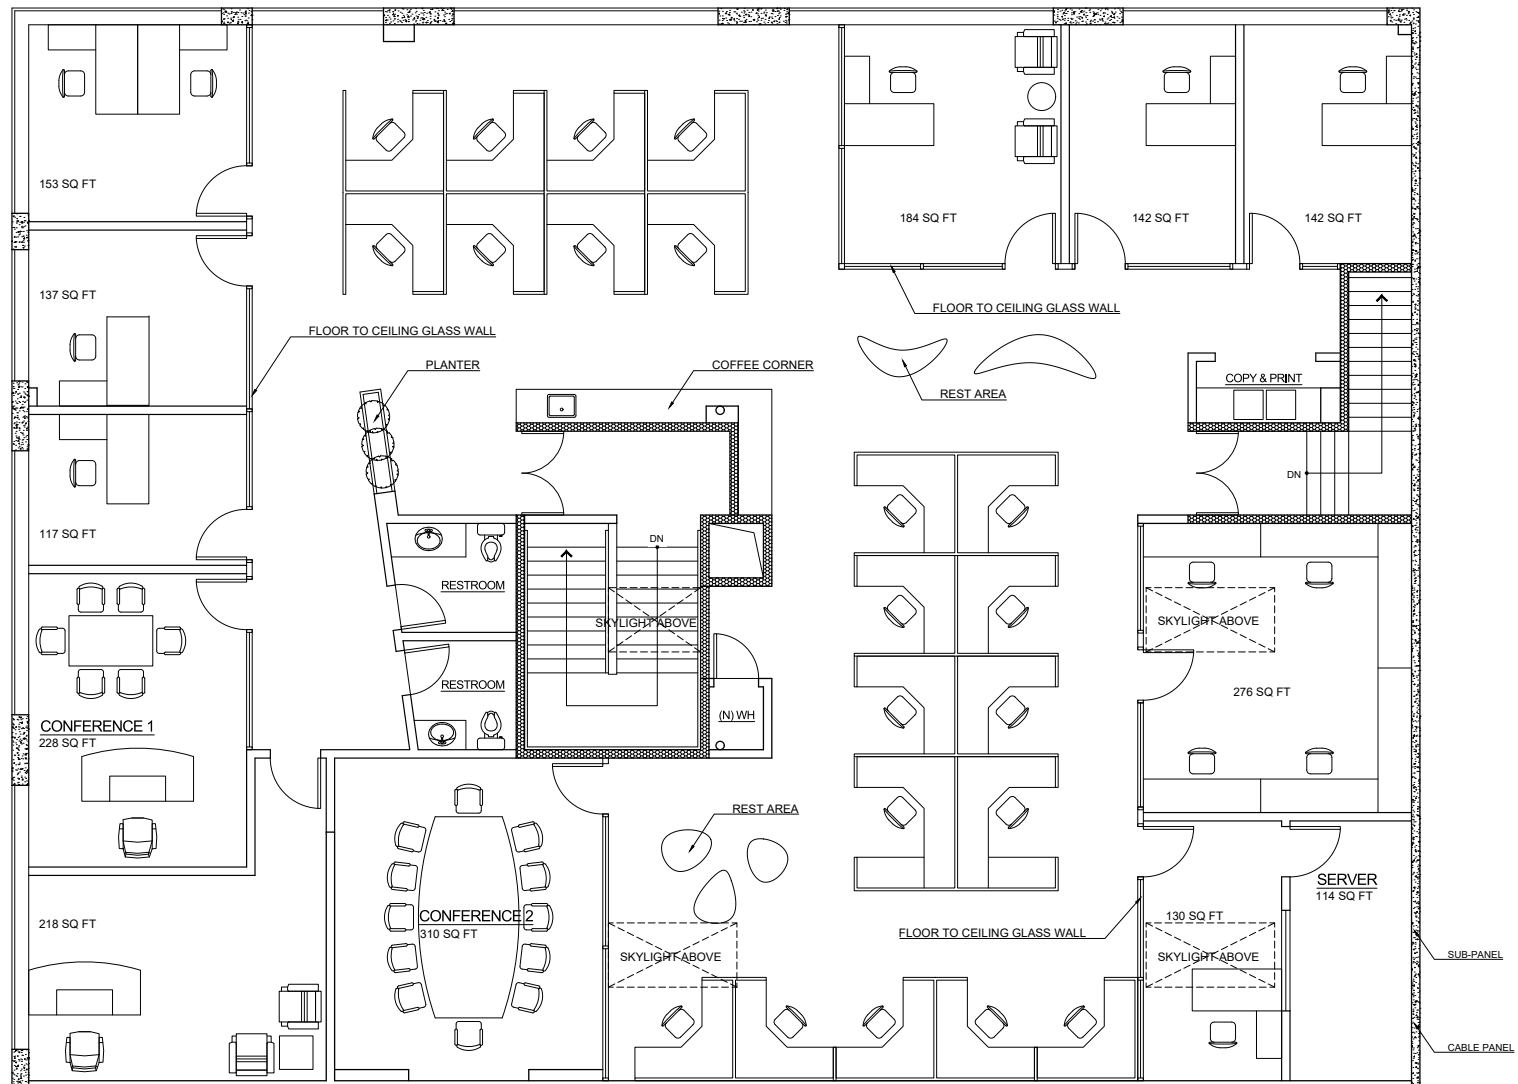 153 SQ FT
184 SQ FT
142 SQ FT
142 SQ FT
137 SQ FT
FLOOR TO CEILING GLASS WALL
FLOOR TO CEILING GLASS WALL
PLANTER
COFFEE CORNER
REST AREA
COPY & PRINT
DN
117 SQ FT
DN
RESTROOM
SKYLIGHT ABOVE
SKYLIGHT ABOVE
RESTROOM
276 SQ FT
(N) WH
CONFERENCE 1
228 SQ FT
REST AREA
SERVER
114 SQ FT
218 SQ FT
CONFERENCE 2
310 SQ FT
130 SQ FT
FLOOR TO CEILING GLASS WALL
SKYLIGHT ABOVE
SKYLIGHT ABOVE
SUB-PANEL
CABLE PANEL